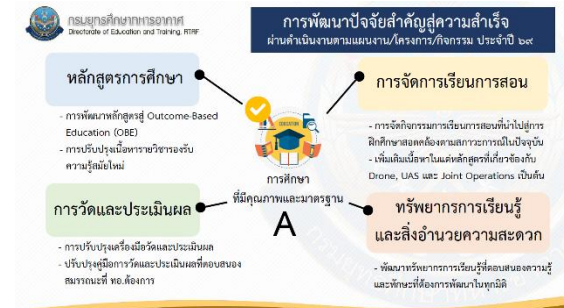 กรมยุทธศึกษาทหารอากาศ
Directorate of Education and Training, RTAF
การพัฒนาปัจจัยสำคัญสู่ความสำเร็จ
ผ่านดำเนินงานตามแผนงาน/โครงการ/กิจกรรม ประจำปี ๖๙
หลักสูตรการศึกษา
- การพัฒนาหลักสูตรสู่ Outcome-Based
Education (OBE)
- การปรับปรุงเนื้อหารายวิชารองรับ
ความรู้สมัยใหม่
การจัดการเรียนการสอน
- การจัดกิจกรรมการเรียนการสอนที่นำไปสู่การ
ฝึกศึกษาสอดคล้องตามสภาวะการณ์ในปัจจุบัน
- เพิ่มเติมเนื้อหาในแต่หลักสูตรที่เกี่ยวข้องกับ
Drone, UAS และ Joint Operations เป็นต้น
EDUCATION
การศึกษา
ที่มีคุณภาพและมาตรฐาน
A
การวัดและประเมินผล
- การปรับปรุงเครื่องมือวัดและประเมินผล
- ปรับปรุงคู่มือการวัดและประเมินผลที่ตอบสนอง
สมรรถนะที่ ทอ.ต้องการ
ทรัพยากรการเรียนรู้
และสิ่งอำนวยความสะดวก
- พัฒนาทรัพยากรการเรียนรู้ที่ตอบสนองความรู้
และทักษะที่ต้องการพัฒนาในทุกมิติ